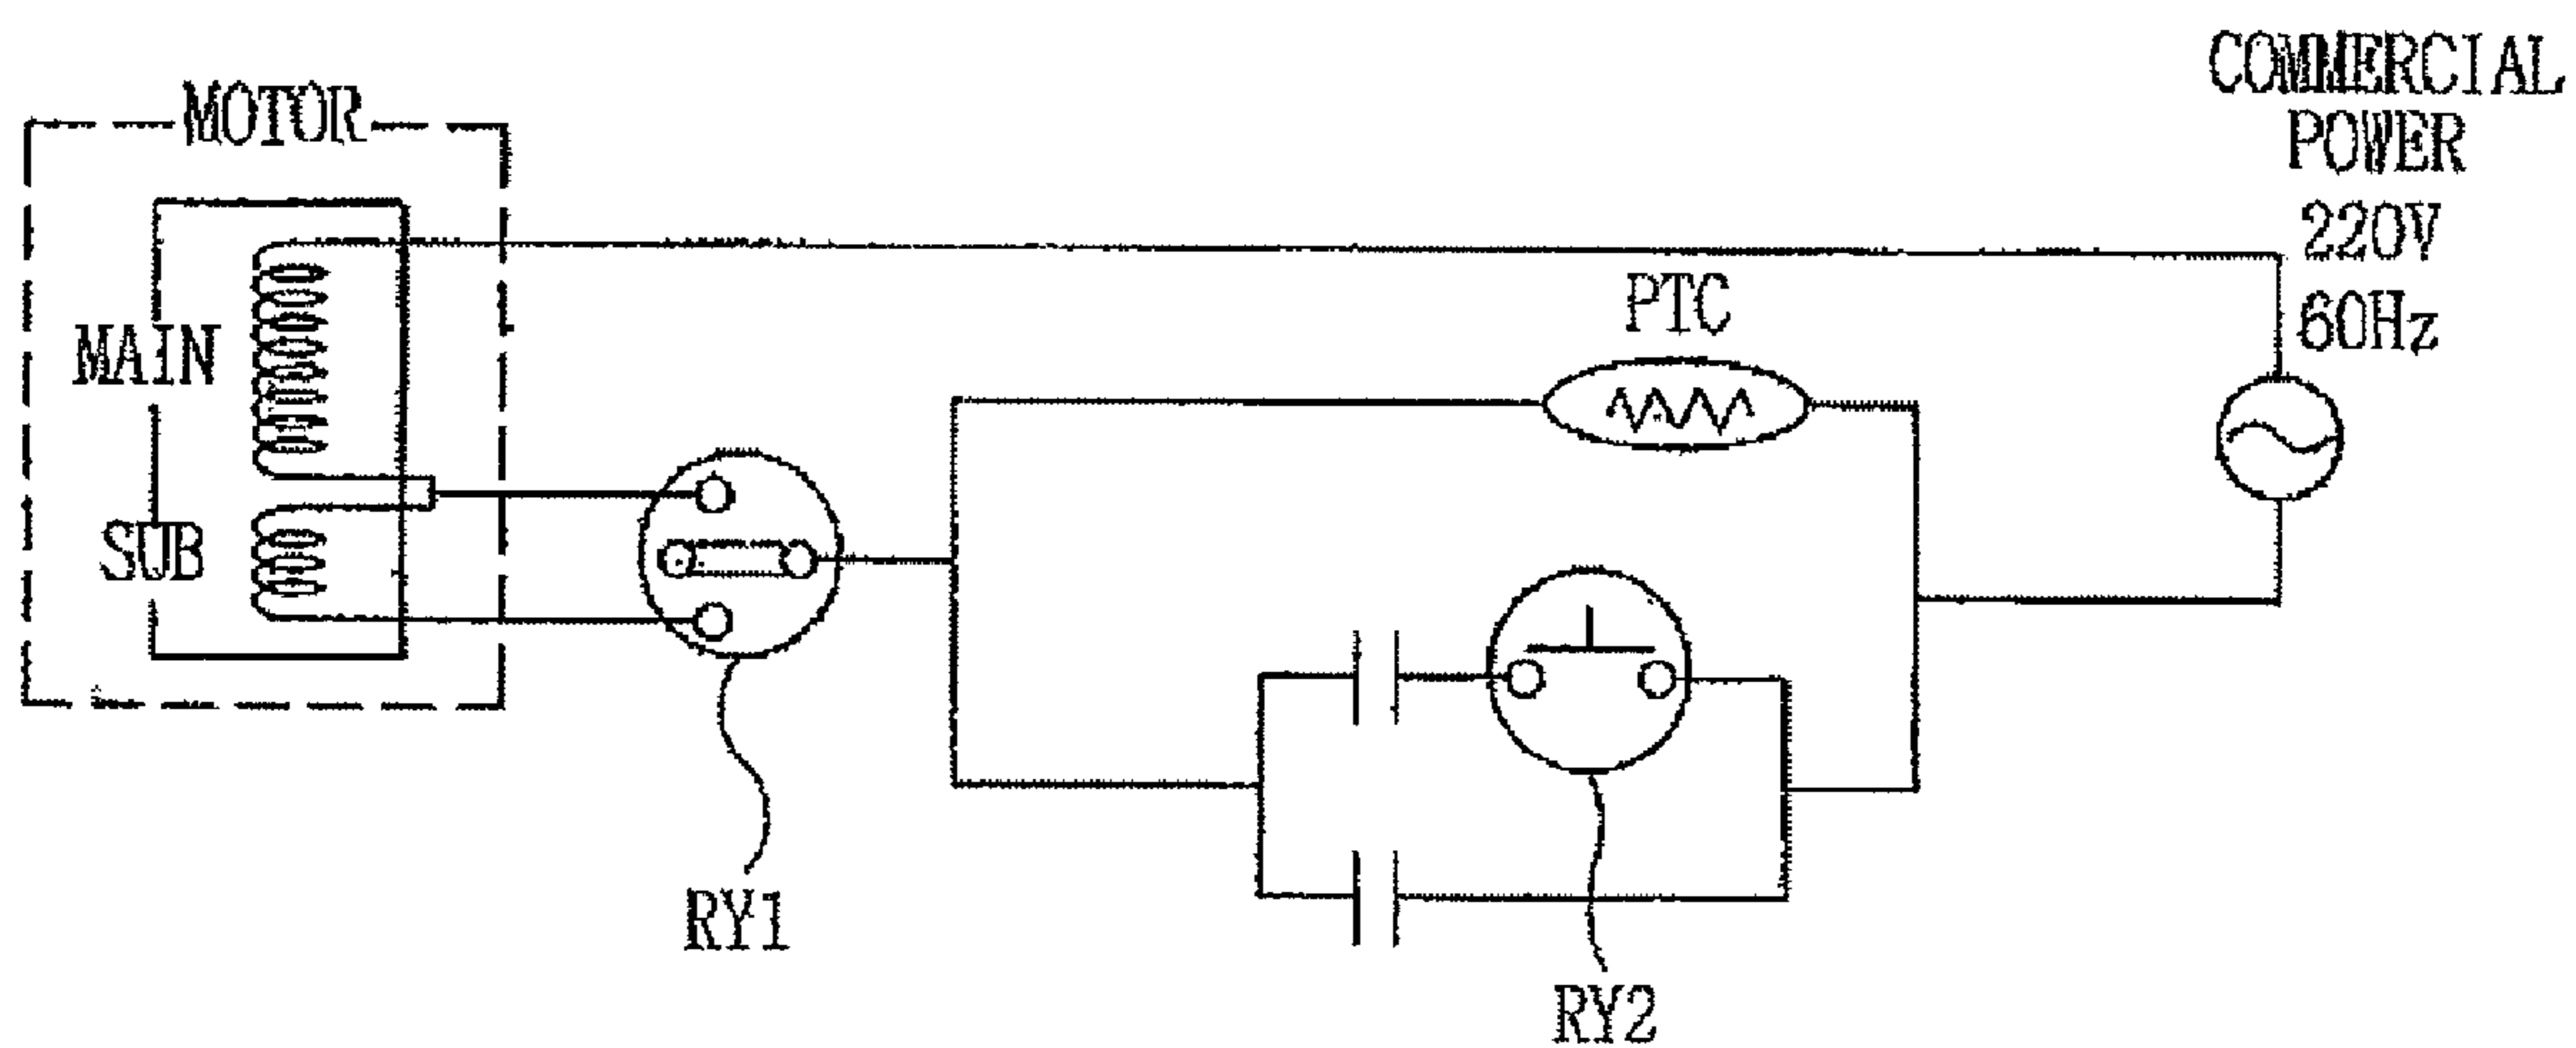 COMMERCIAL
POWER
220V
60Hz
MOTOR
PTC
MAIN
SUB
RY1
RY2